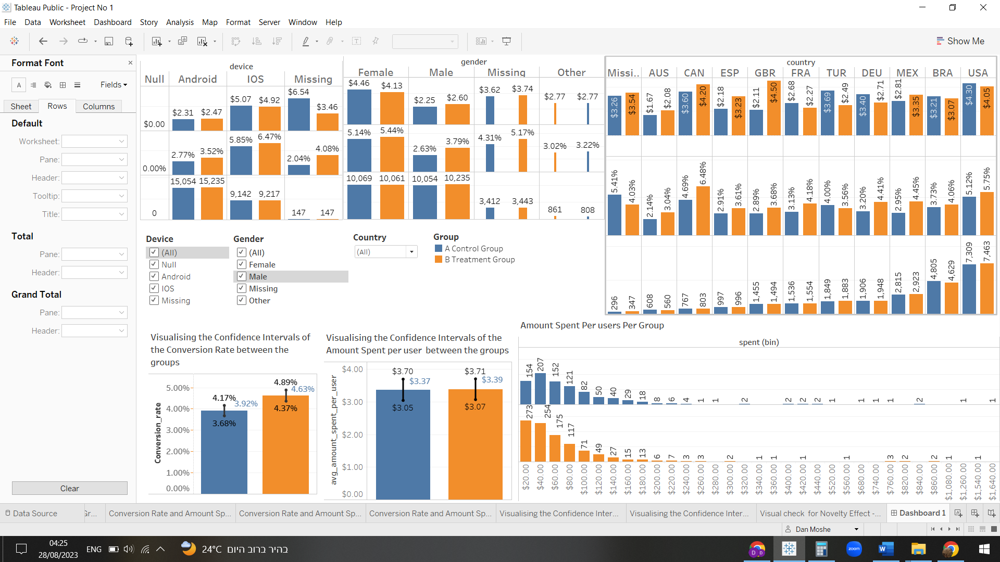 Tableau Public - Project No 1
File Data Worksheet Dashboard Story Analysis Map Format Server Window Help
Show Me
Format Font
Fields
Sheet Rows Columns
Default
Worksheet:
Pane:
Header:
Tooltip:
Title:
Total
Pane:
Header:
Grand Total
Pane:
Header:
Clear
device
Null Android IOS Missing
$0.00 $2.31 $2.47 $5.07 $4.92 $6.54 $3.46
0.00% 2.77% 3.52% 5.85% 6.47% 2.04% 4.08%
0 15,054 15,235 9,142 9,217 147 147
gender
Female Male Missing Other
$4.46 $4.13 $2.25 $2.60 $3.62 $3.74 $2.77 $2.77
5.14% 5.44% 2.63% 3.79% 4.31% 5.17% 3.02% 3.22%
10,069 10,061 10,054 10,235 3,412 3,443 861 808
country
Missi.. AUS CAN ESP GBR FRA TUR DEU MEX BRA USA
$3.26 $3.54 $1.67 $2.08 $3.60 $4.20 $2.18 $3.23 $2.11 $4.50 $2.68 $2.27 $3.69 $2.49 $3.40 $2.71 $2.81 $3.35 $3.21 $3.07 $4.30 $4.05
5.41% 4.03% 2.14% 3.04% 4.69% 6.48% 2.91% 3.61% 2.89% 3.68% 3.13% 4.18% 4.00% 3.56% 3.20% 4.41% 2.95% 4.45% 3.73% 4.06% 5.12% 5.75%
296 347 608 560 767 803 997 996 1,455 1,494 1,536 1,554 1,849 1,883 1,906 1,948 2,815 2,923 4,805 4,629 7,309 7,463
Device
(All)
Null
Android
IOS
Missing
Gender
(All)
Female
Male
Missing
Other
Country
(All)
Group
A Control Group
B Treatment Group
Visualising the Confidence Intervals of
the Conversion Rate between the
groups
Conversion_rate
5.00%
4.00%
3.00%
2.00%
1.00%
0.00%
4.17%
3.92%
3.68%
4.89%
4.63%
4.37%
Visualising the Confidence Intervals of the
Amount Spent per user between the groups
avg_amount_spent_per_user
$4.00
$3.00
$2.00
$1.00
$0.00
$3.70
$3.37
$3.05
$3.71
$3.39
$3.07
Amount Spent Per users Per Group
spent (bin)
154 207 152 121 82 50 40 29 18 8 6 4 1 1 2 2 2 2 1 1 1 1 2 1 1
273 254 175 117 71 49 27 15 13 6 7 3 3 2 1 1 1 1 3 2 2 1 1
$20.00 $40.00 $60.00 $80.00 $100.00 $120.00 $140.00 $160.00 $180.00 $200.00 $220.00 $240.00 $260.00 $280.00 $300.00 $320.00 $340.00 $360.00 $400.00 $420.00 $440.00 $520.00 $560.00 $680.00 $740.00 $760.00 $820.00 $840.00 $860.00 $1,080.00 $1,260.00 $1,540.00 $1,640.00
Data Source Gr... Conversion Rate and Amount Sp... Conversion Rate and Amount Sp... Conversion Rate and Amount Sp... Visualising the Confidence Inter... Visualising the Confidence Inter... Visual check for Novelty Effect -... Dashboard 1
Dan Moshe
04:25
28/08/2023
ENG
24°C בהיר ברוב היום
D D
zoom
W